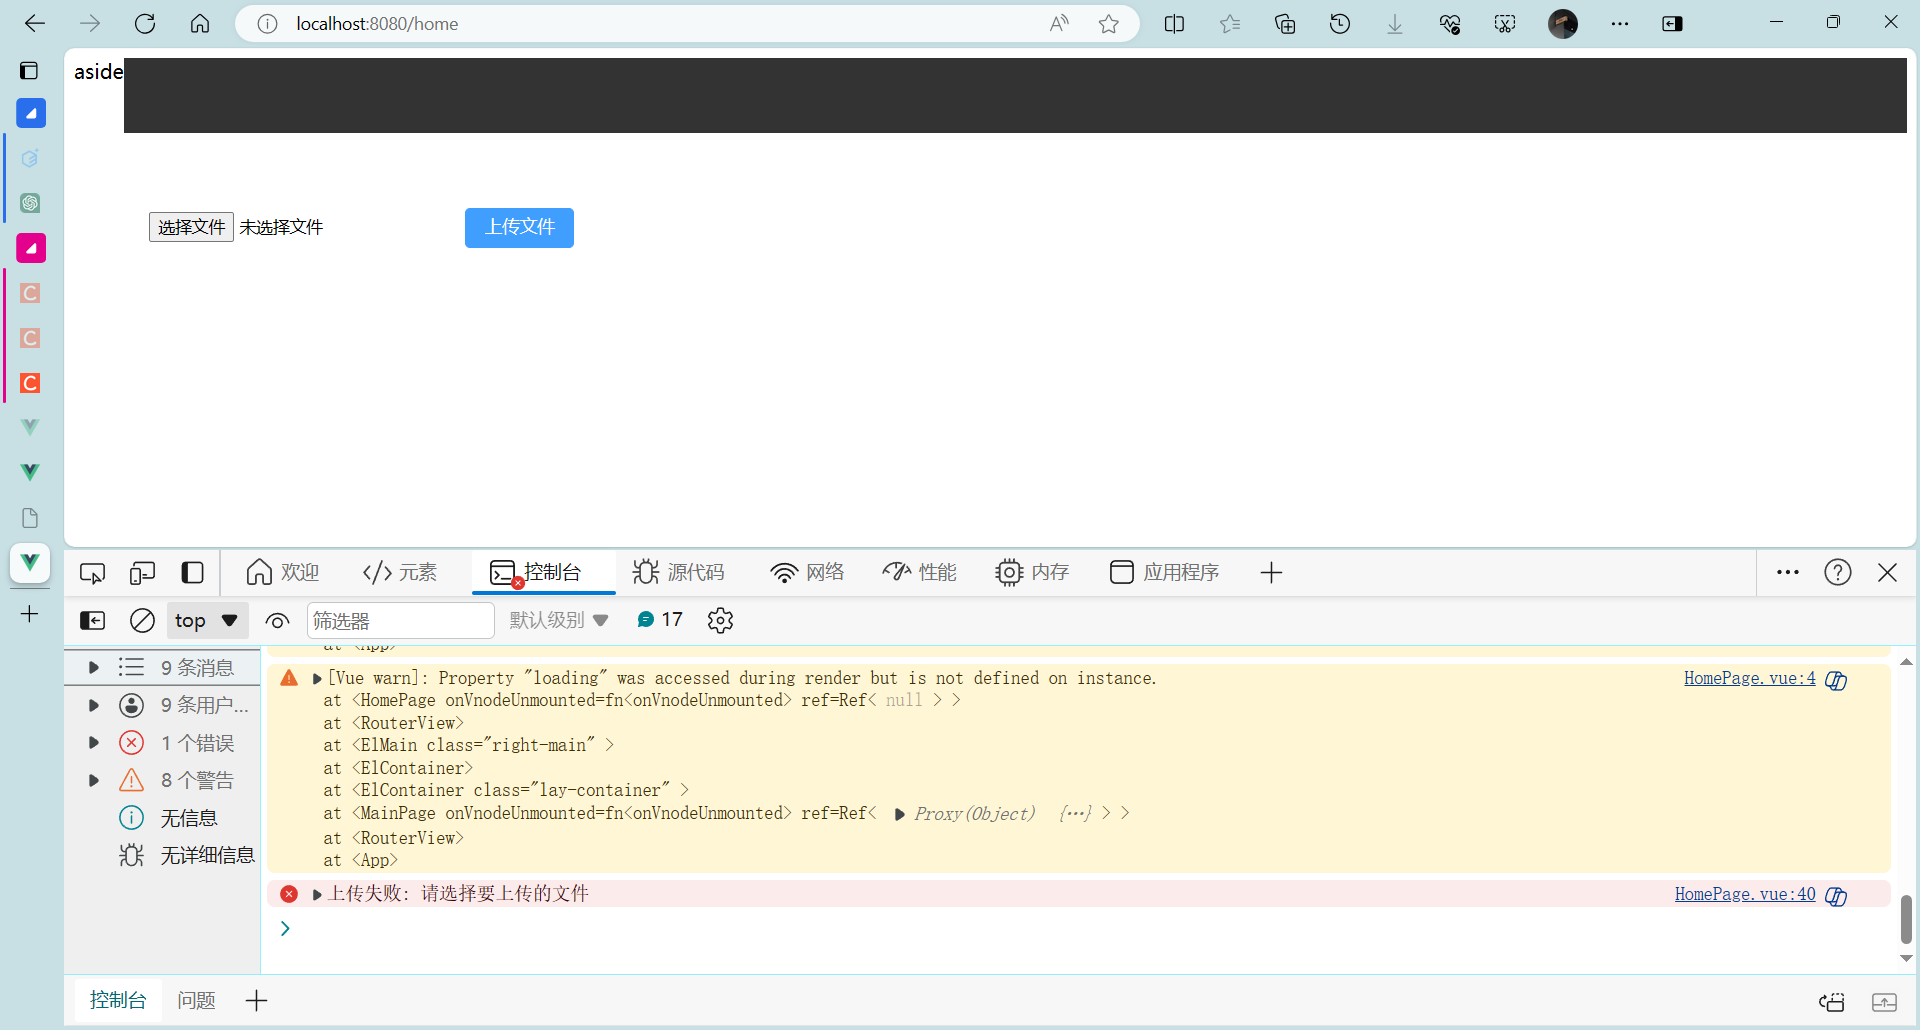 localhost:8080/home
aside
选择文件 未选择文件
上传文件
欢迎
元素
控制台
源代码
网络
性能
内存
应用程序
top
筛选器
默认级别
17
9 条消息
9 条用户...
1 个错误
8 个警告
无信息
无详细信息
at <App>
[Vue warn]: Property "loading" was accessed during render but is not defined on instance.
HomePage.vue:4
at <HomePage onVnodeUnmounted=fn<onVnodeUnmounted> ref=Ref< null > >
at <RouterView>
at <ElMain class="right-main" >
at <ElContainer>
at <ElContainer class="lay-container" >
at <MainPage onVnodeUnmounted=fn<onVnodeUnmounted> ref=Ref< ▶ Proxy(Object) {…} > >
at <RouterView>
at <App>
上传失败: 请选择要上传的文件
HomePage.vue:40
控制台
问题